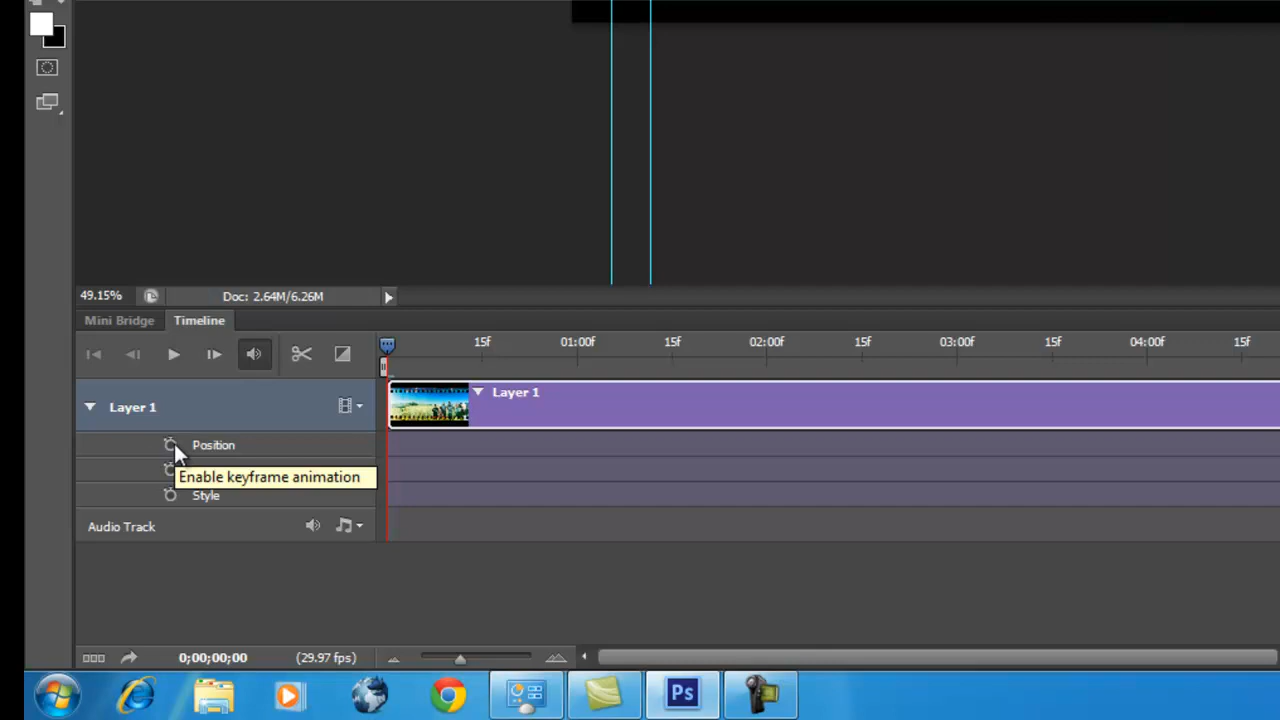 49.15%
Doc: 2.64M/6.26M
Mini Bridge
Timeline
15f
01:00f
15f
02:00f
15f
03:00f
15f
04:00f
15f
Layer 1
Layer 1
Position
Enable keyframe animation
Style
Audio Track
0;00;00;00
(29.97 fps)
Ps